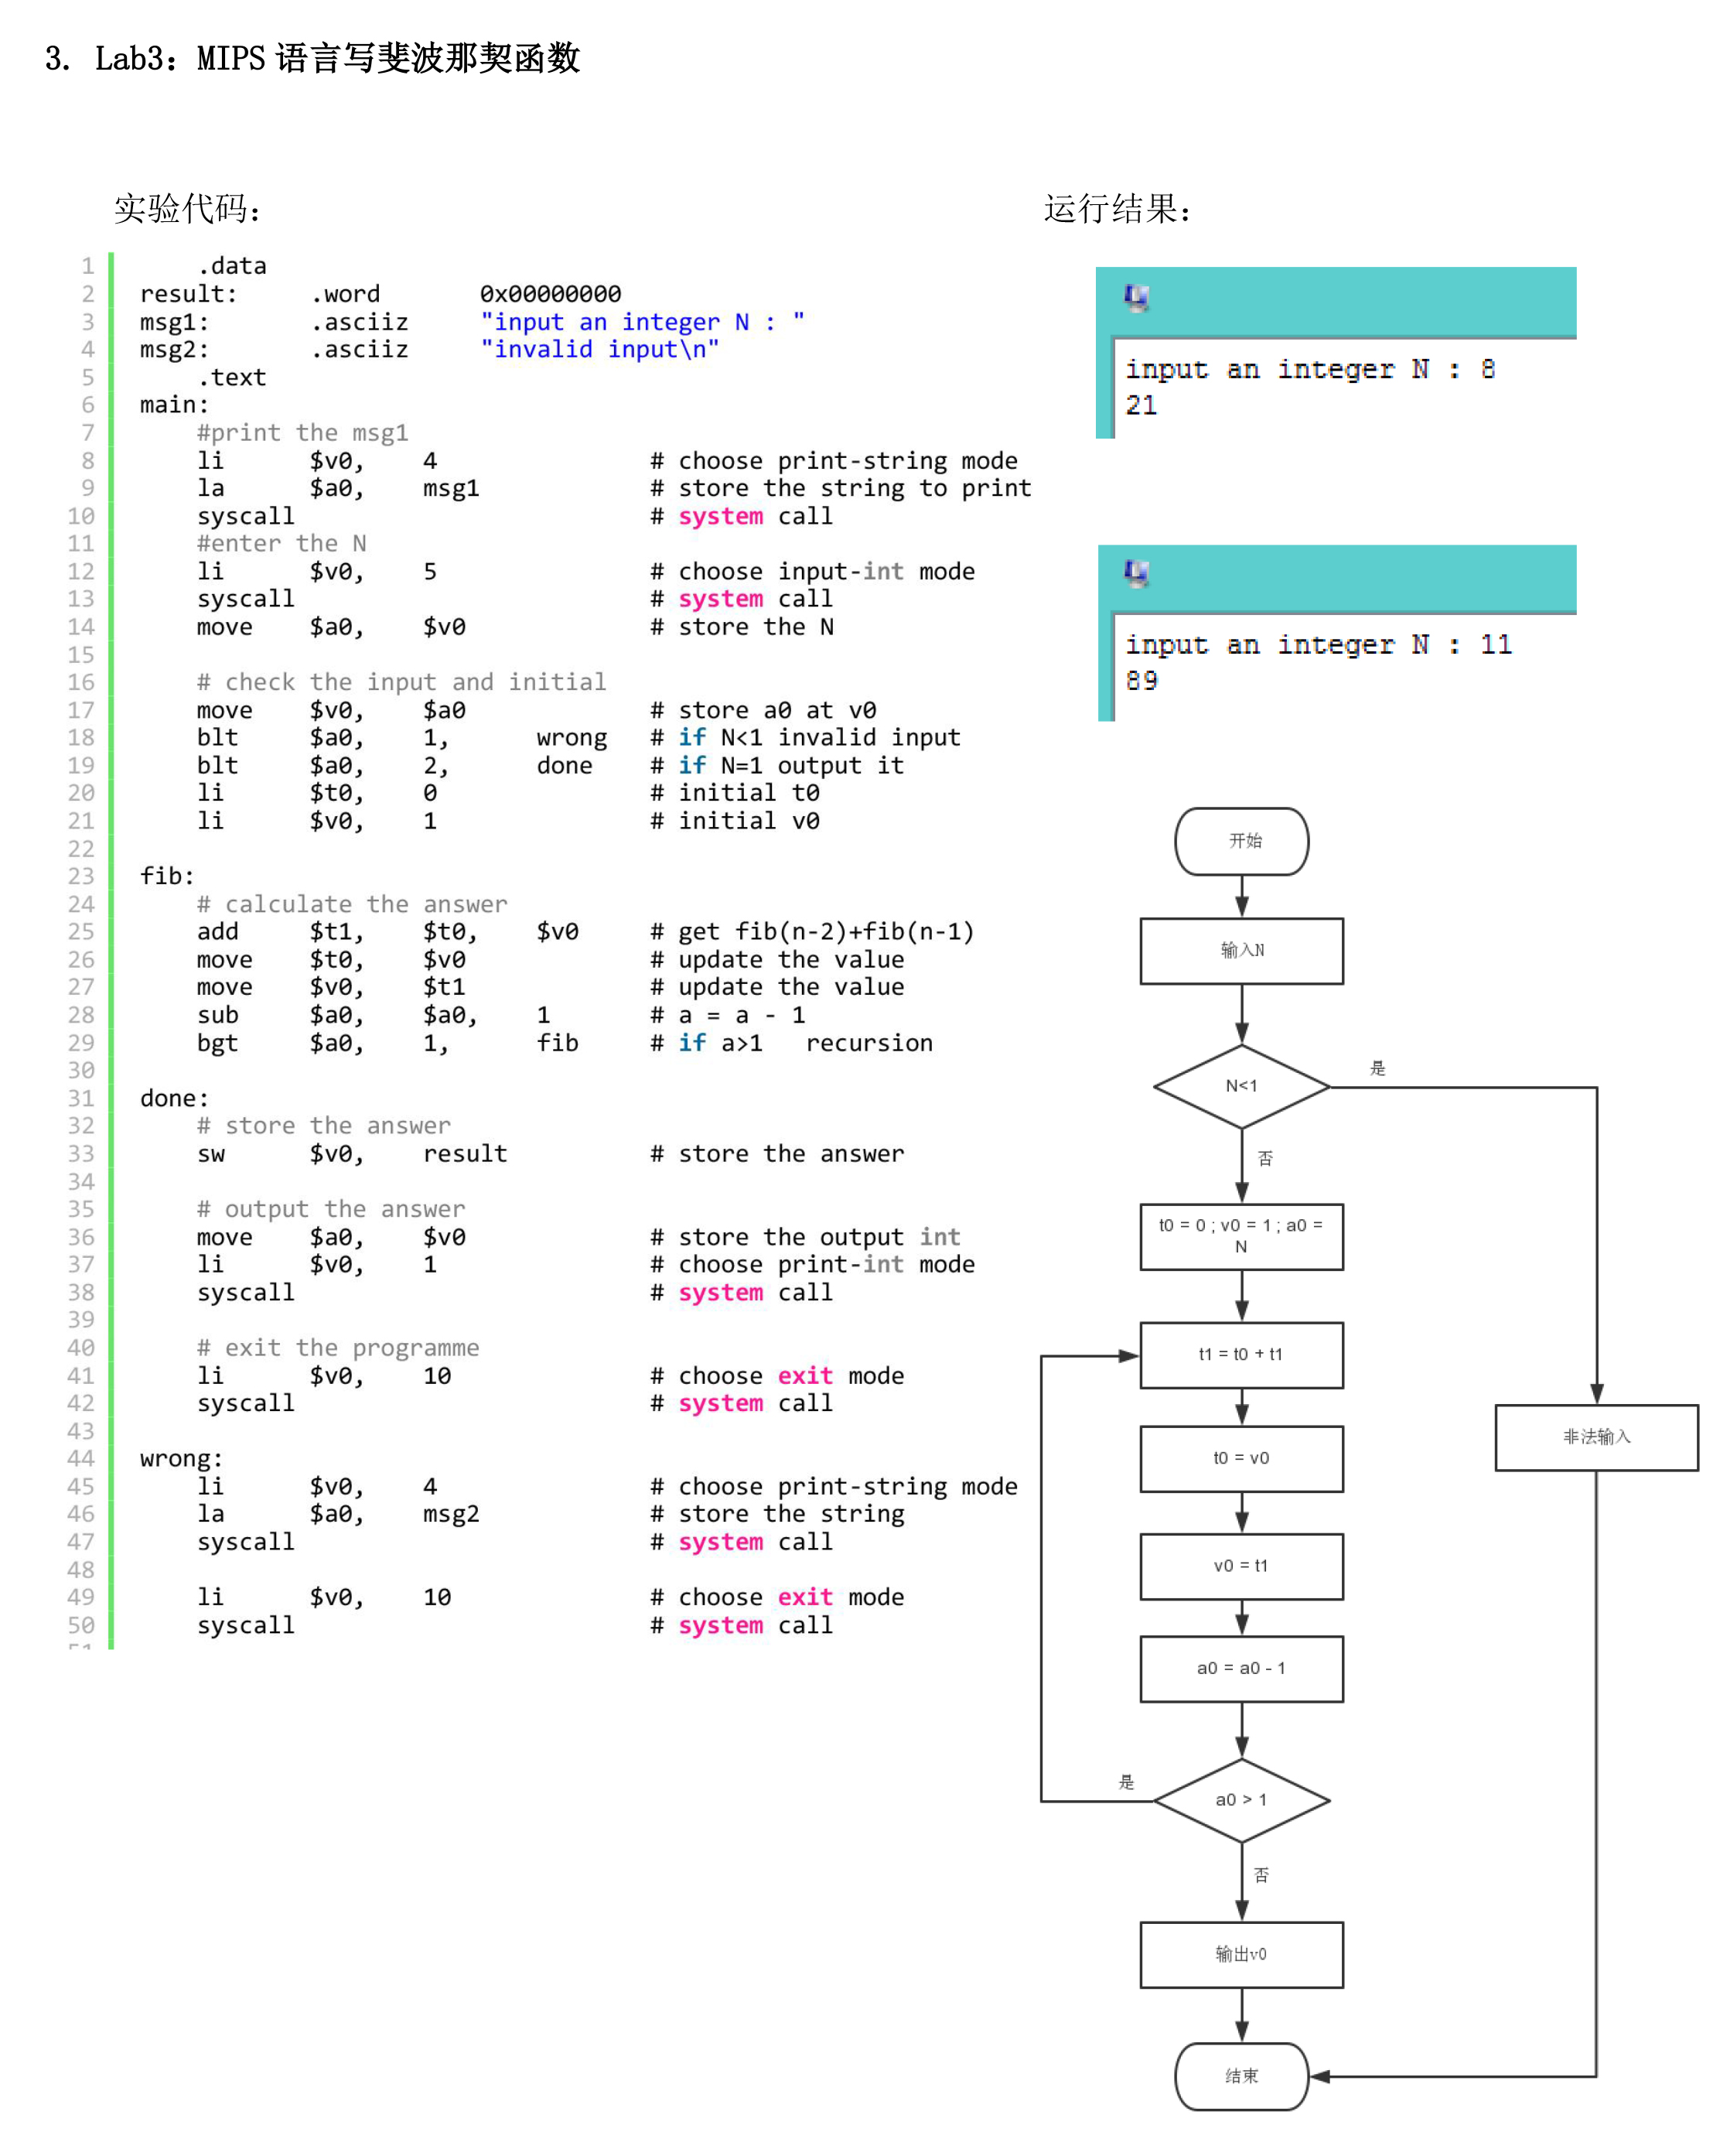 3. Lab3：MIPS 语言写斐波那契函数
实验代码：
1 .data
2 result: .word 0x00000000
3 msg1: .asciiz "input an integer N : "
4 msg2: .asciiz "invalid input\n"
5 .text
6 main:
7 #print the msg1
8 li $v0, 4 # choose print-string mode
9 la $a0, msg1 # store the string to print
10 syscall # system call
11 #enter the N
12 li $v0, 5 # choose input-int mode
13 syscall # system call
14 move $a0, $v0 # store the N
15
16 # check the input and initial
17 move $v0, $a0 # store a0 at v0
18 blt $a0, 1, wrong # if N<1 invalid input
19 blt $a0, 2, done # if N=1 output it
20 li $t0, 0 # initial t0
21 li $v0, 1 # initial v0
22
23 fib:
24 # calculate the answer
25 add $t1, $t0, $v0 # get fib(n-2)+fib(n-1)
26 move $t0, $v0 # update the value
27 move $v0, $t1 # update the value
28 sub $a0, $a0, 1 # a = a - 1
29 bgt $a0, 1, fib # if a>1 recursion
30
31 done:
32 # store the answer
33 sw $v0, result # store the answer
34
35 # output the answer
36 move $a0, $v0 # store the output int
37 li $v0, 1 # choose print-int mode
38 syscall # system call
39
40 # exit the programme
41 li $v0, 10 # choose exit mode
42 syscall # system call
43
44 wrong:
45 li $v0, 4 # choose print-string mode
46 la $a0, msg2 # store the string
47 syscall # system call
48
49 li $v0, 10 # choose exit mode
50 syscall # system call
51
运行结果：
input an integer N : 8
21
input an integer N : 11
89
开始
输入N
N<1
是
否
t0 = 0 ; v0 = 1 ; a0 =
N
t1 = t0 + t1
t0 = v0
v0 = t1
a0 = a0 - 1
a0 > 1
是
否
输出v0
非法输入
结束